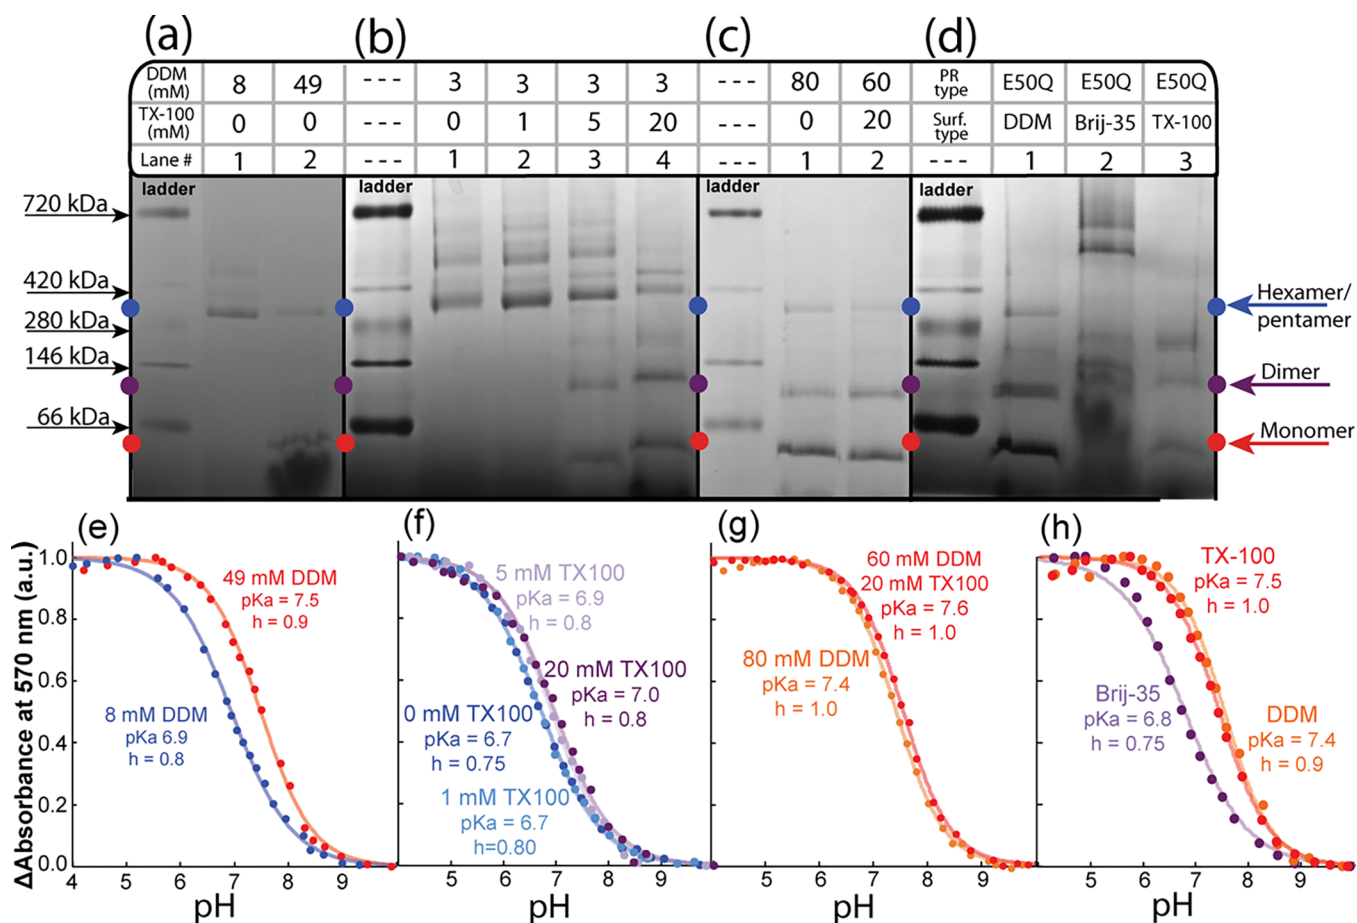 (a) (b) (c) (d)
DDM (mM) 8 49 --- 3 3 3 3 --- 80 60 PR type E50Q E50Q E50Q
TX-100 (mM) 0 0 --- 0 1 5 20 --- 0 20 Surf. type DDM Brij-35 TX-100
Lane # 1 2 --- 1 2 3 4 --- 1 2 --- 1 2 3
ladder ladder ladder ladder
720 kDa
420 kDa
280 kDa
146 kDa
66 kDa
Hexamer/
pentamer
Dimer
Monomer
(e)
ΔAbsorbance at 570 nm (a.u.)
1.0
0.8
0.6
0.4
0.2
0.0
49 mM DDM
pKa = 7.5
h = 0.9
8 mM DDM
pKa 6.9
h = 0.8
4 5 6 7 8 9
pH
(f)
5 mM TX100
pKa = 6.9
h = 0.8
20 mM TX100
pKa = 7.0
h = 0.8
0 mM TX100
pKa = 6.7
h = 0.75
1 mM TX100
pKa = 6.7
h=0.80
5 6 7 8 9
pH
(g)
60 mM DDM
20 mM TX100
pKa = 7.6
h = 1.0
80 mM DDM
pKa = 7.4
h = 1.0
5 6 7 8 9
pH
(h)
TX-100
pKa = 7.5
h = 1.0
Brij-35
pKa = 6.8
h = 0.75
DDM
pKa = 7.4
h = 0.9
5 6 7 8 9
pH